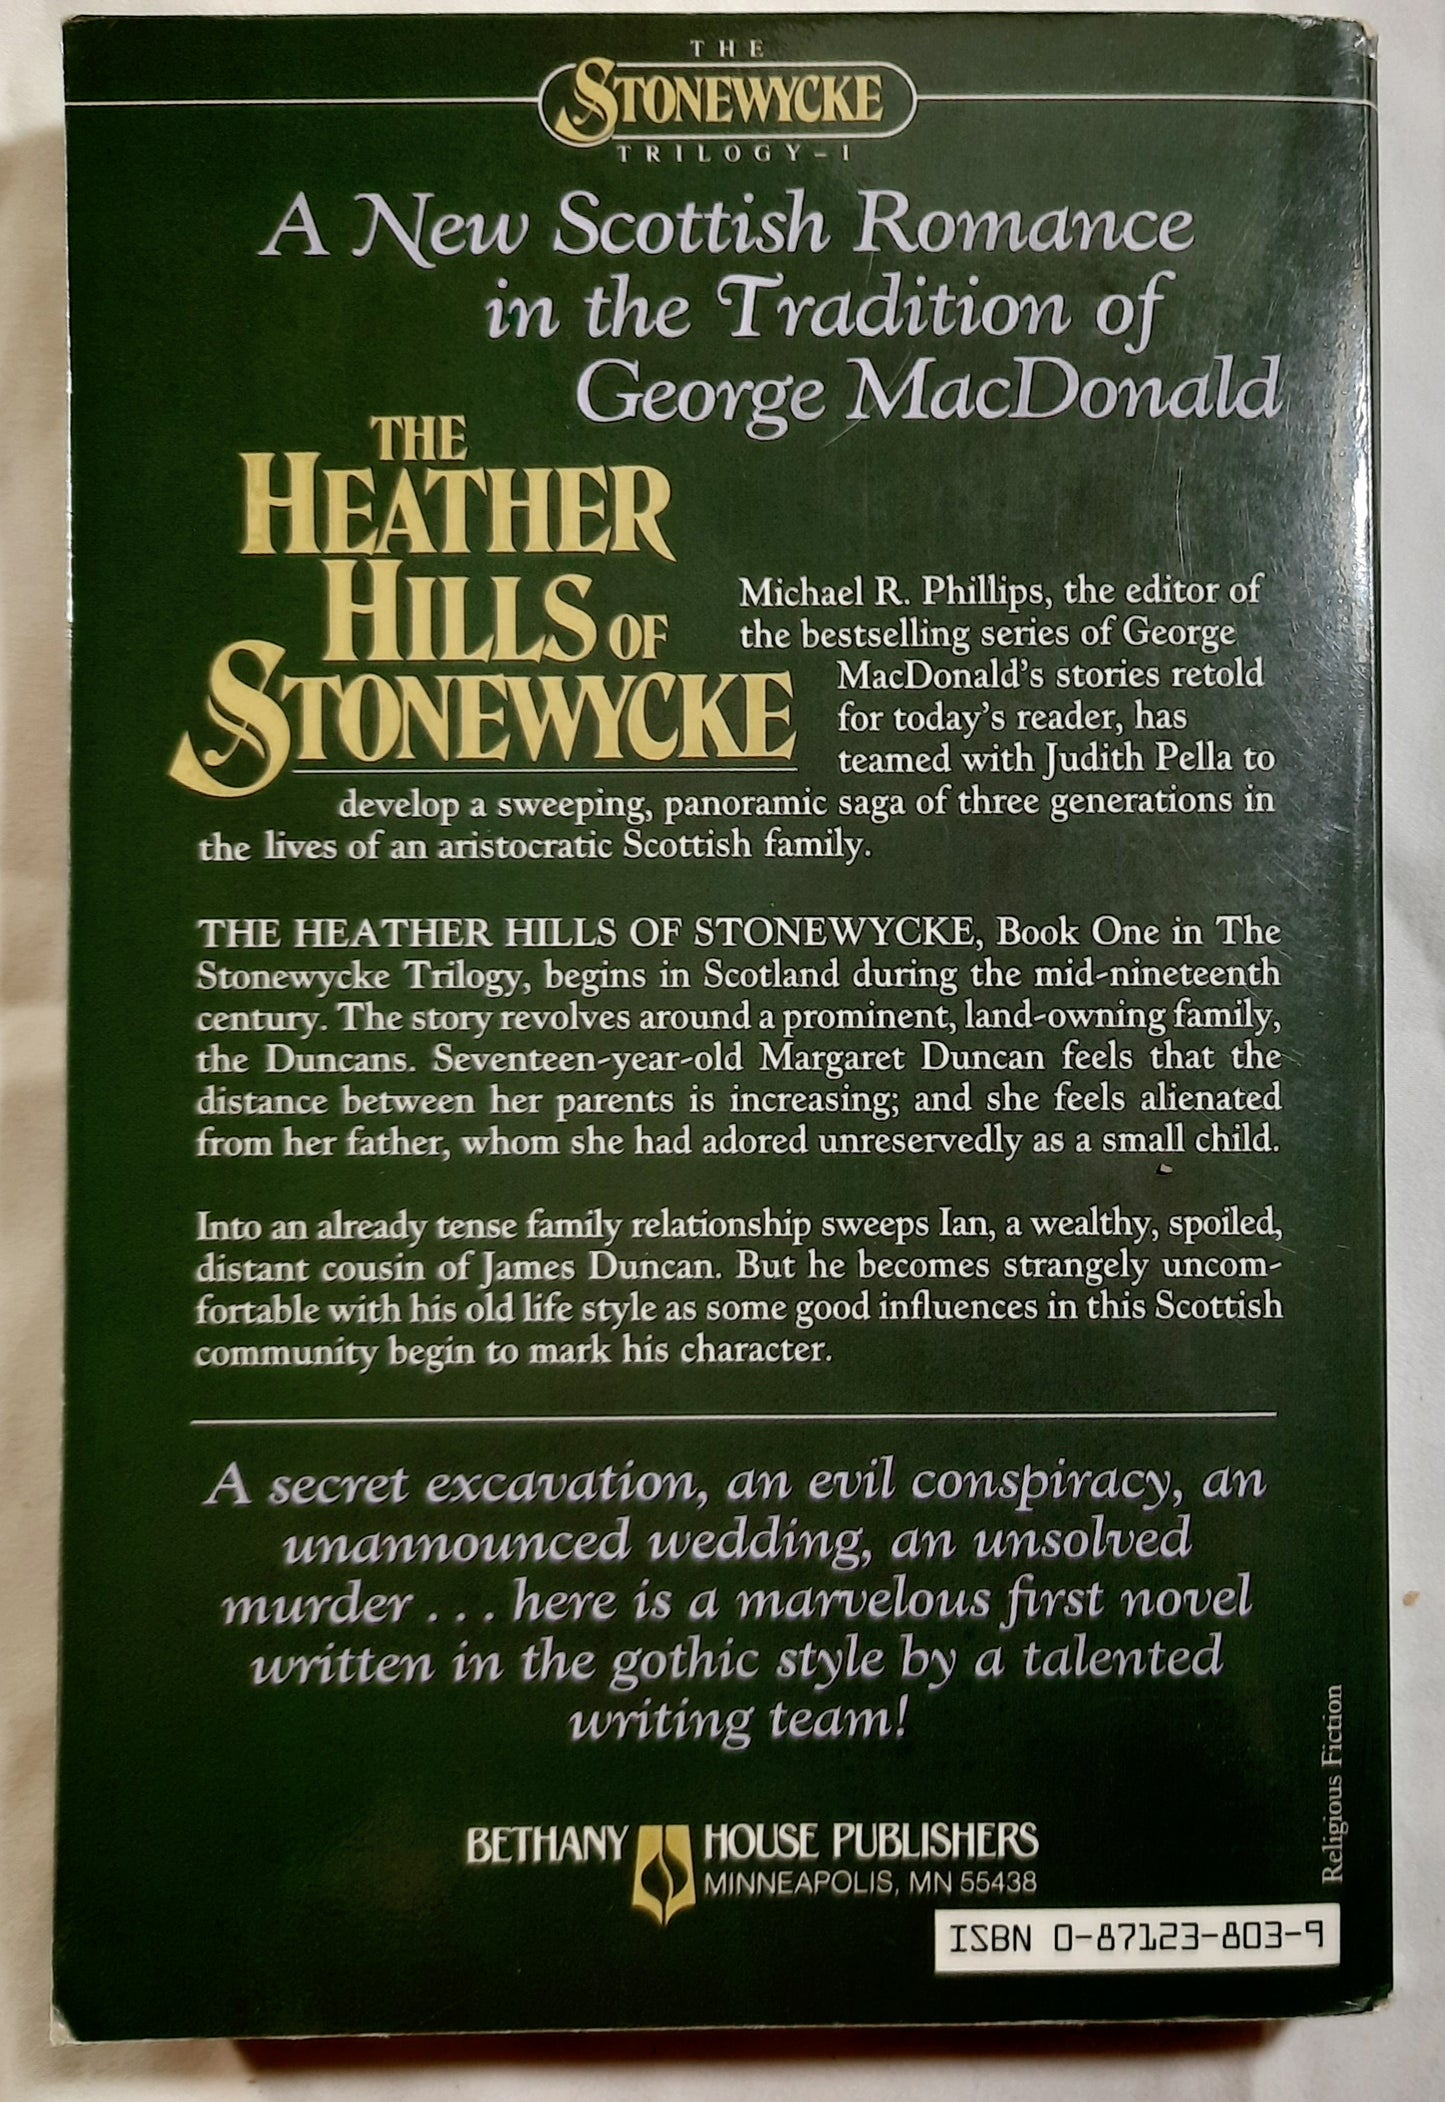 THE
STONEWYCKE
TRILOGY-1
A New Scottish Romance
in the Tradition of
George MacDonald
THE
HEATHER
HILLS OF
STONEWYCKE
Michael R. Phillips, the editor of
the bestselling series of George
MacDonald's stories retold
for today's reader, has
teamed with Judith Pella to
develop a sweeping, panoramic saga of three generations in
the lives of an aristocratic Scottish family.
THE HEATHER HILLS OF STONEWYCKE, Book One in The
Stonewycke Trilogy, begins in Scotland during the mid-nineteenth
century. The story revolves around a prominent, land-owning family,
the Duncans. Seventeen-year-old Margaret Duncan feels that the
distance between her parents is increasing; and she feels alienated
from her father, whom she had adored unreservedly as a small child.
Into an already tense family relationship sweeps Ian, a wealthy, spoiled,
distant cousin of James Duncan. But he becomes strangely uncom-
fortable with his old life style as some good influences in this Scottish
community begin to mark his character.
A secret excavation, an evil conspiracy, an
unannounced wedding, an unsolved
murder . . . here is a marvelous first novel
written in the gothic style by a talented
writing team!
BETHANY HOUSE PUBLISHERS
MINNEAPOLIS, MN 55438
Religious Fiction
ISBN 0-87123-803-9